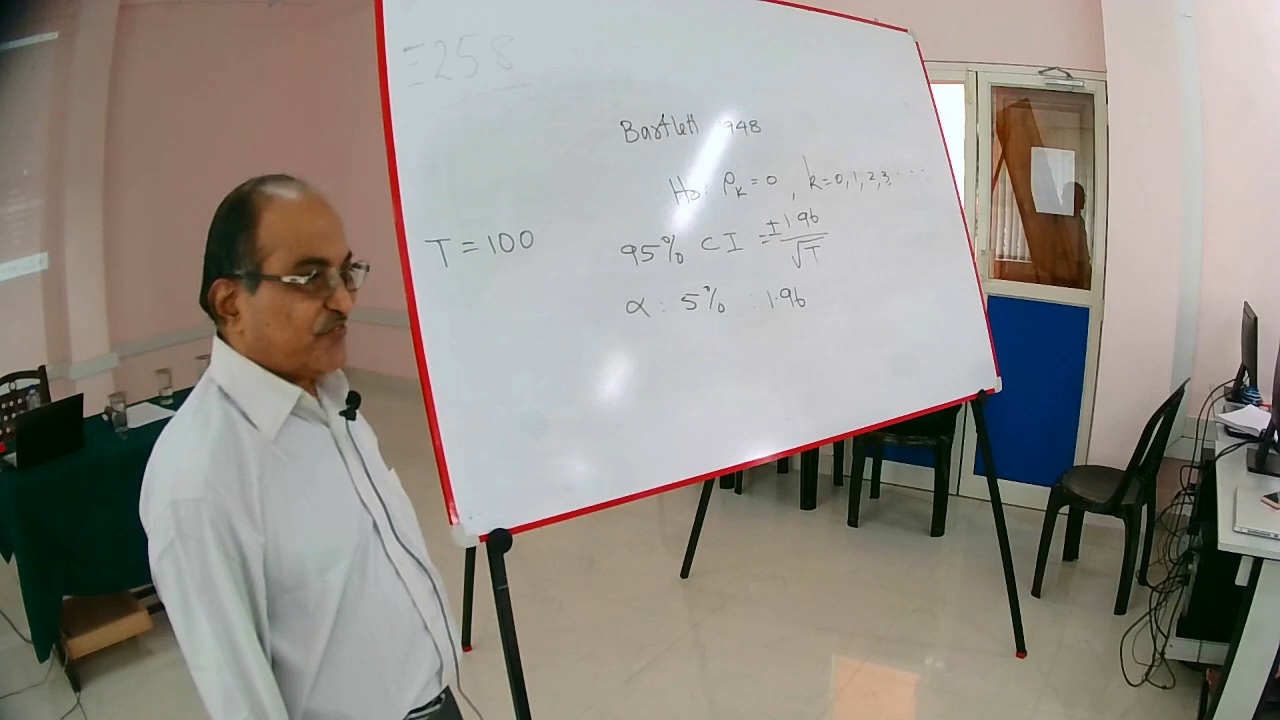 =258
Bartlett 1948
H₀: ρₖ=0, k=0,1,2,3,....
T=100
95% CI = ±1.96/√T
α: 5% : 1.96